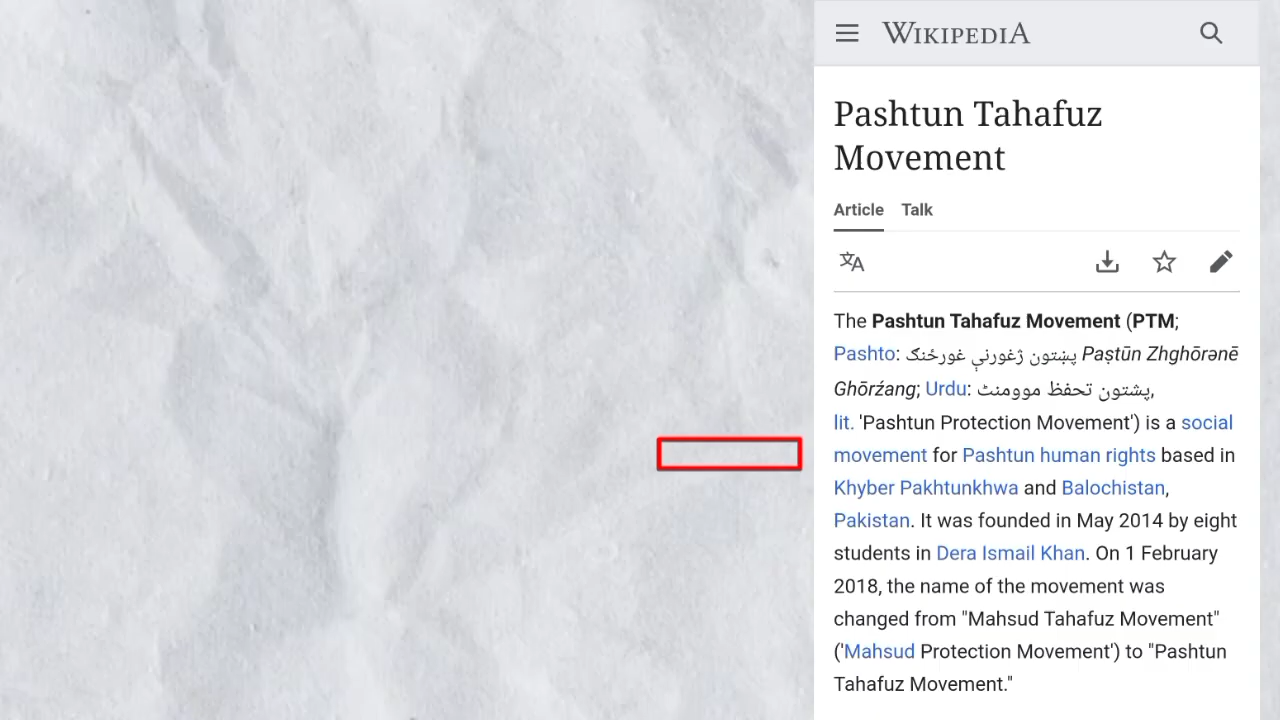 WIKIPEDIA
Pashtun Tahafuz
Movement
Article Talk
The Pashtun Tahafuz Movement (PTM;
Pashto: پښتون ژغورنې غورځنګ Paṣtūn Zhghōrənē
Ghōrźang; Urdu: پشتون تحفظ موومنٹ,
lit. 'Pashtun Protection Movement') is a social
movement for Pashtun human rights based in
Khyber Pakhtunkhwa and Balochistan,
Pakistan. It was founded in May 2014 by eight
students in Dera Ismail Khan. On 1 February
2018, the name of the movement was
changed from "Mahsud Tahafuz Movement"
('Mahsud Protection Movement') to "Pashtun
Tahafuz Movement."